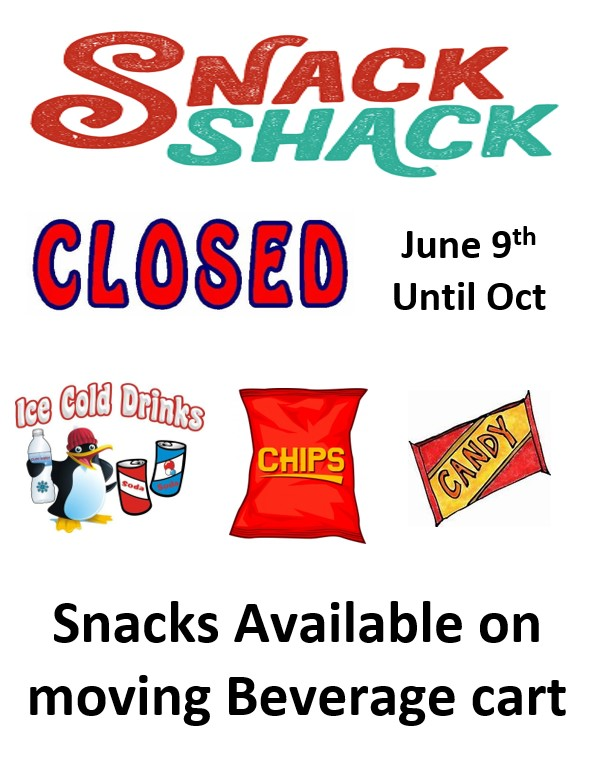 SNACK
SHACK
CLOSED
June 9th
Until Oct
Ice Cold Drinks
Soda
CHIPS
CANDY
Snacks Available on
moving Beverage cart